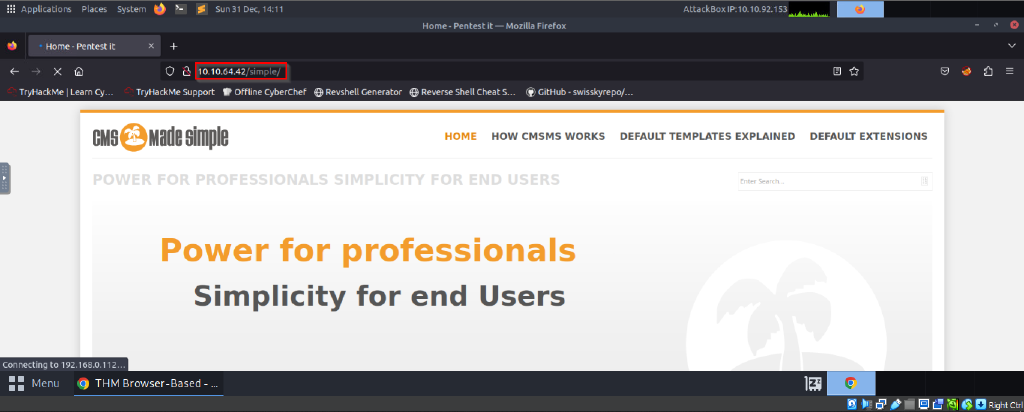 Applications Places System Sun 31 Dec, 14:11 AttackBox IP:10.10.92.153
Home - Pentest it — Mozilla Firefox
Home - Pentest it
10.10.64.42/simple/
TryHackMe | Learn Cy... TryHackMe Support Offline CyberChef Revshell Generator Reverse Shell Cheat S... GitHub - swisskyrepo/...
CMS Made Simple HOME HOW CMSMS WORKS DEFAULT TEMPLATES EXPLAINED DEFAULT EXTENSIONS
POWER FOR PROFESSIONALS SIMPLICITY FOR END USERS Enter Search...
Power for professionals
Simplicity for end Users
Connecting to 192.168.0.112...
Menu THM Browser-Based - ...
Right Ctrl